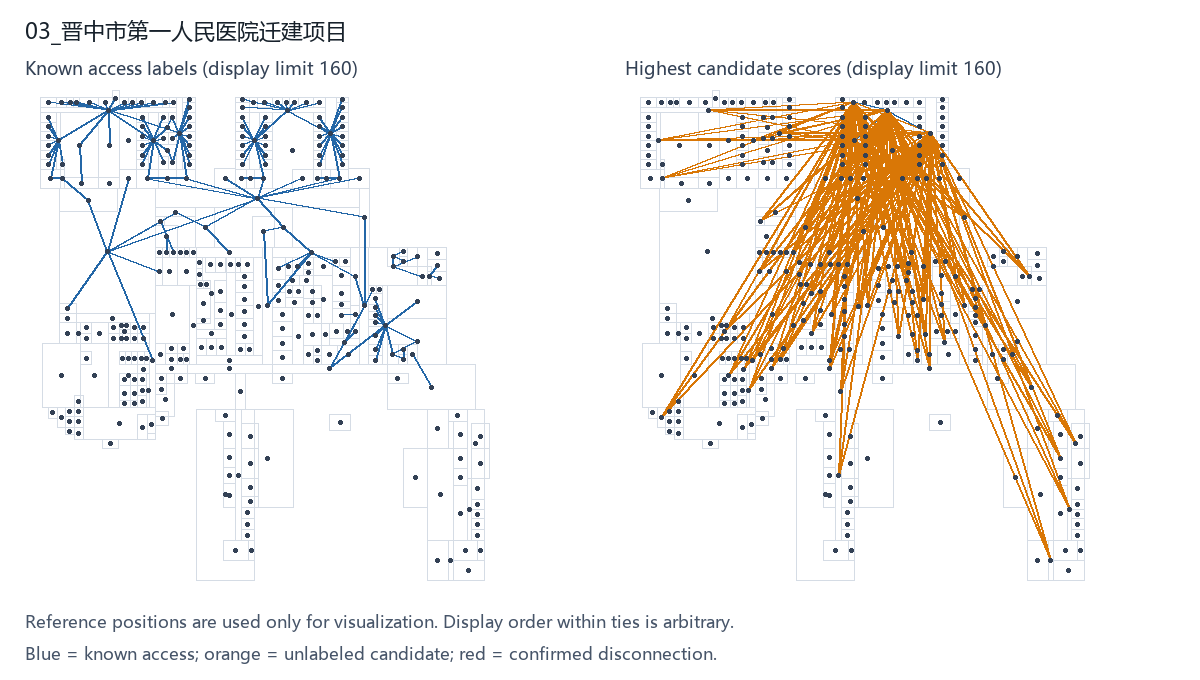 03_晋中市第一人民医院迁建项目
Known access labels (display limit 160)
Highest candidate scores (display limit 160)
Reference positions are used only for visualization. Display order within ties is arbitrary.
Blue = known access; orange = unlabeled candidate; red = confirmed disconnection.